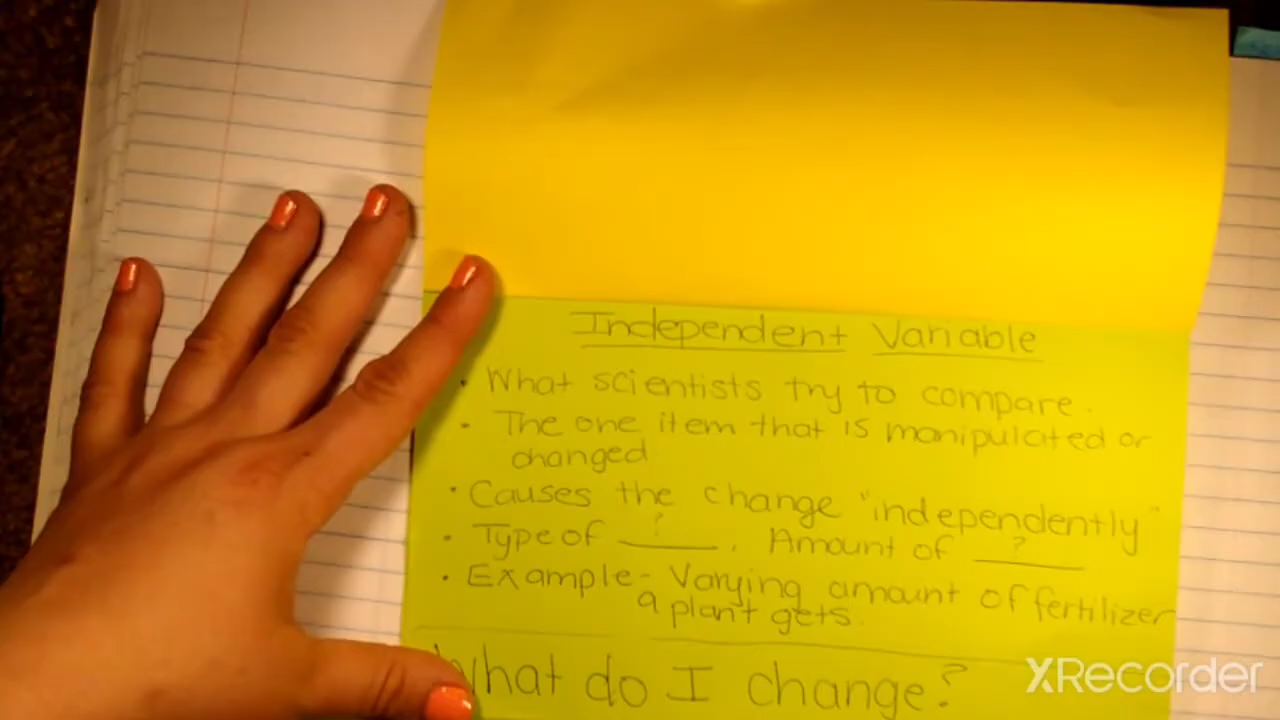 Independent Variable
• What scientists try to compare.
• The one item that is manipulated or
changed
• Causes the change "independently"
• Type of ___?___. Amount of ___?___
• Example - Varying amount of fertilizer
a plant gets.
What do I change?
XRecorder